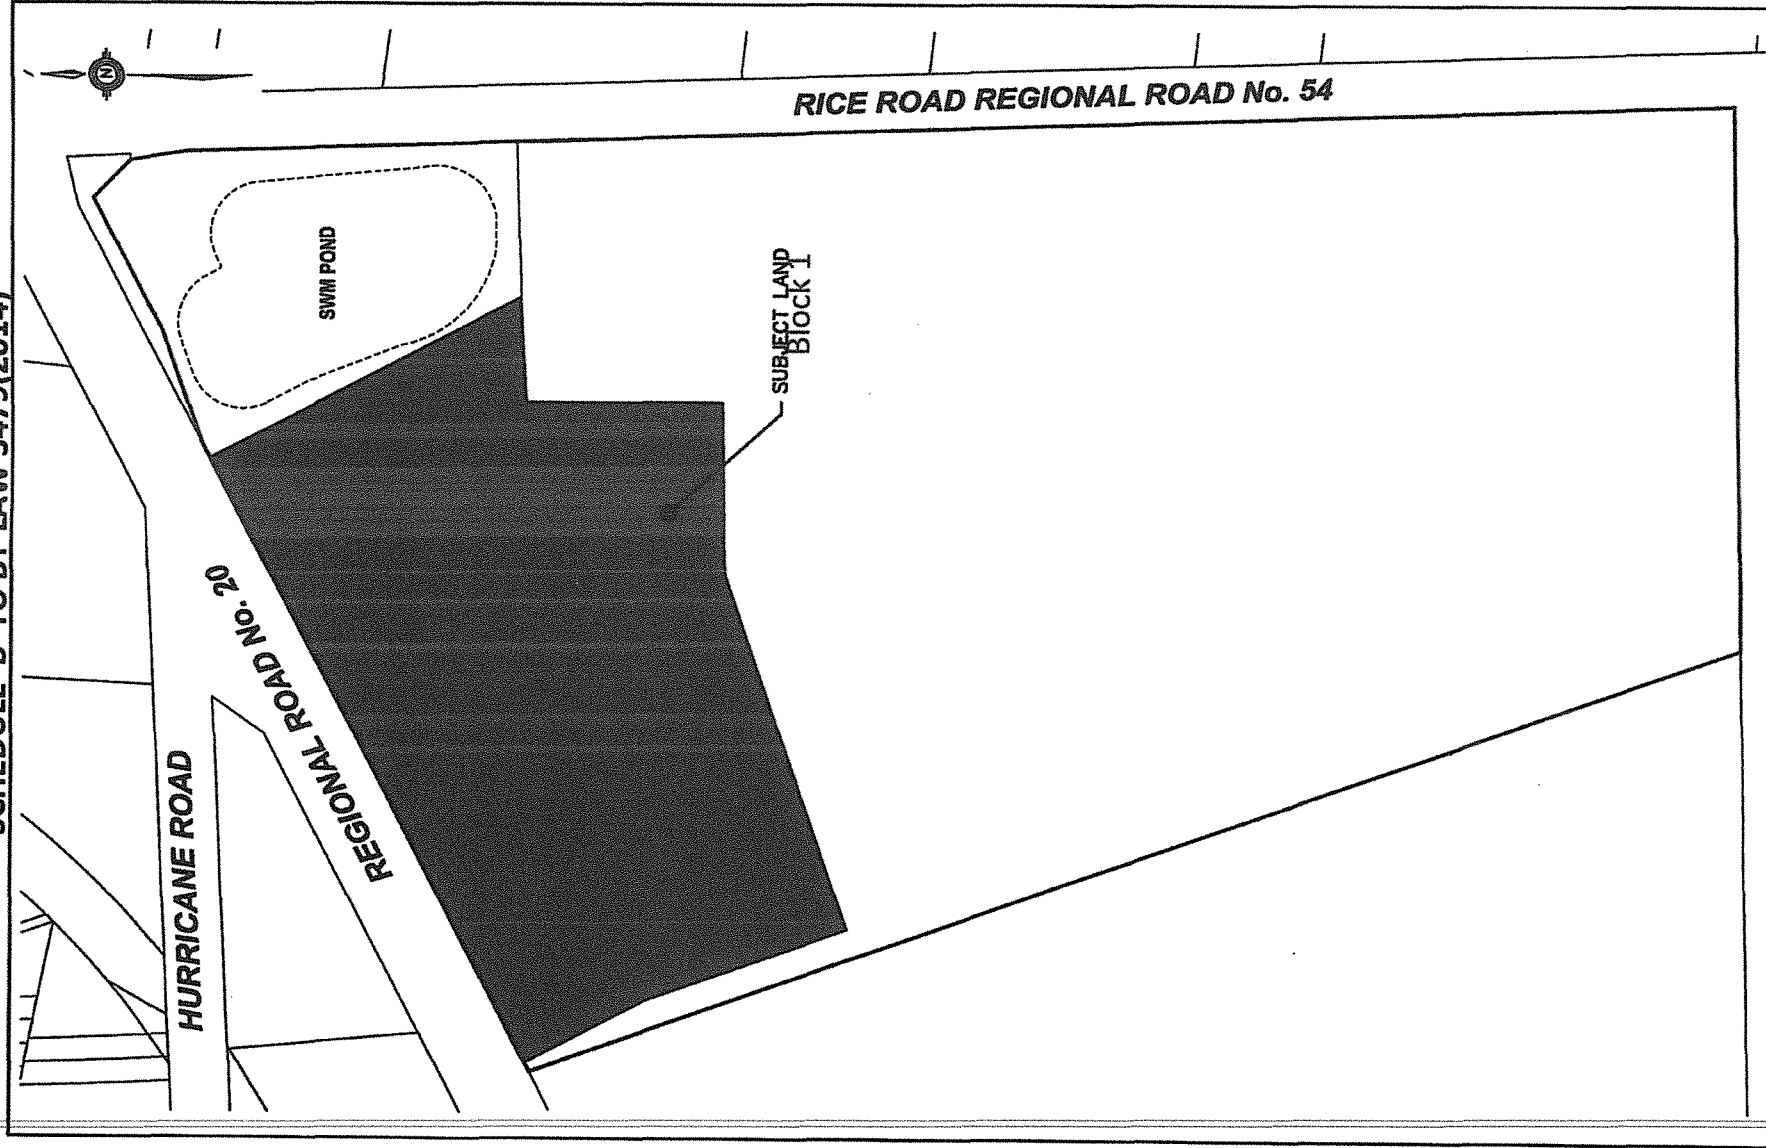 RICE ROAD REGIONAL ROAD No. 54
N
SWM POND
SUBJECT LAND
Block 1
REGIONAL ROAD No. 20
HURRICANE ROAD